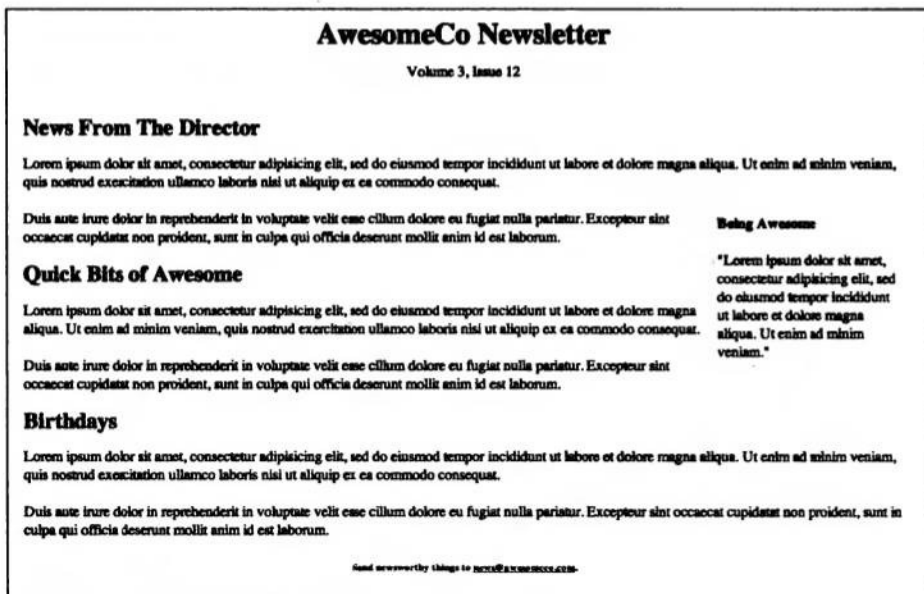 AwesomeCo Newsletter
Volume 3, Issue 12
News From The Director
Lorem ipsum dolor sit amet, consectetur adipisicing elit, sed do eiusmod tempor incididunt ut labore et dolore magna aliqua. Ut enim ad minim veniam,
quis nostrud exercitation ullamco laboris nisi ut aliquip ex ea commodo consequat.
Duis aute irure dolor in reprehenderit in voluptate velit esse cillum dolore eu fugiat nulla pariatur. Excepteur sint
occaecat cupidatat non proident, sunt in culpa qui officia deserunt mollit anim id est laborum.
Quick Bits of Awesome
Lorem ipsum dolor sit amet, consectetur adipisicing elit, sed do eiusmod tempor incididunt ut labore et dolore magna
aliqua. Ut enim ad minim veniam, quis nostrud exercitation ullamco laboris nisi ut aliquip ex ea commodo consequat.
Duis aute irure dolor in reprehenderit in voluptate velit esse cillum dolore eu fugiat nulla pariatur. Excepteur sint
occaecat cupidatat non proident, sunt in culpa qui officia deserunt mollit anim id est laborum.
Being Awesome
"Lorem ipsum dolor sit amet,
consectetur adipisicing elit, sed
do eiusmod tempor incididunt
ut labore et dolore magna
aliqua. Ut enim ad minim
veniam."
Birthdays
Lorem ipsum dolor sit amet, consectetur adipisicing elit, sed do eiusmod tempor incididunt ut labore et dolore magna aliqua. Ut enim ad minim veniam,
quis nostrud exercitation ullamco laboris nisi ut aliquip ex ea commodo consequat.
Duis aute irure dolor in reprehenderit in voluptate velit esse cillum dolore eu fugiat nulla pariatur. Excepteur sint occaecat cupidatat non proident, sunt in
culpa qui officia deserunt mollit anim id est laborum.
Send newsworthy things to news@awesomeco.com.